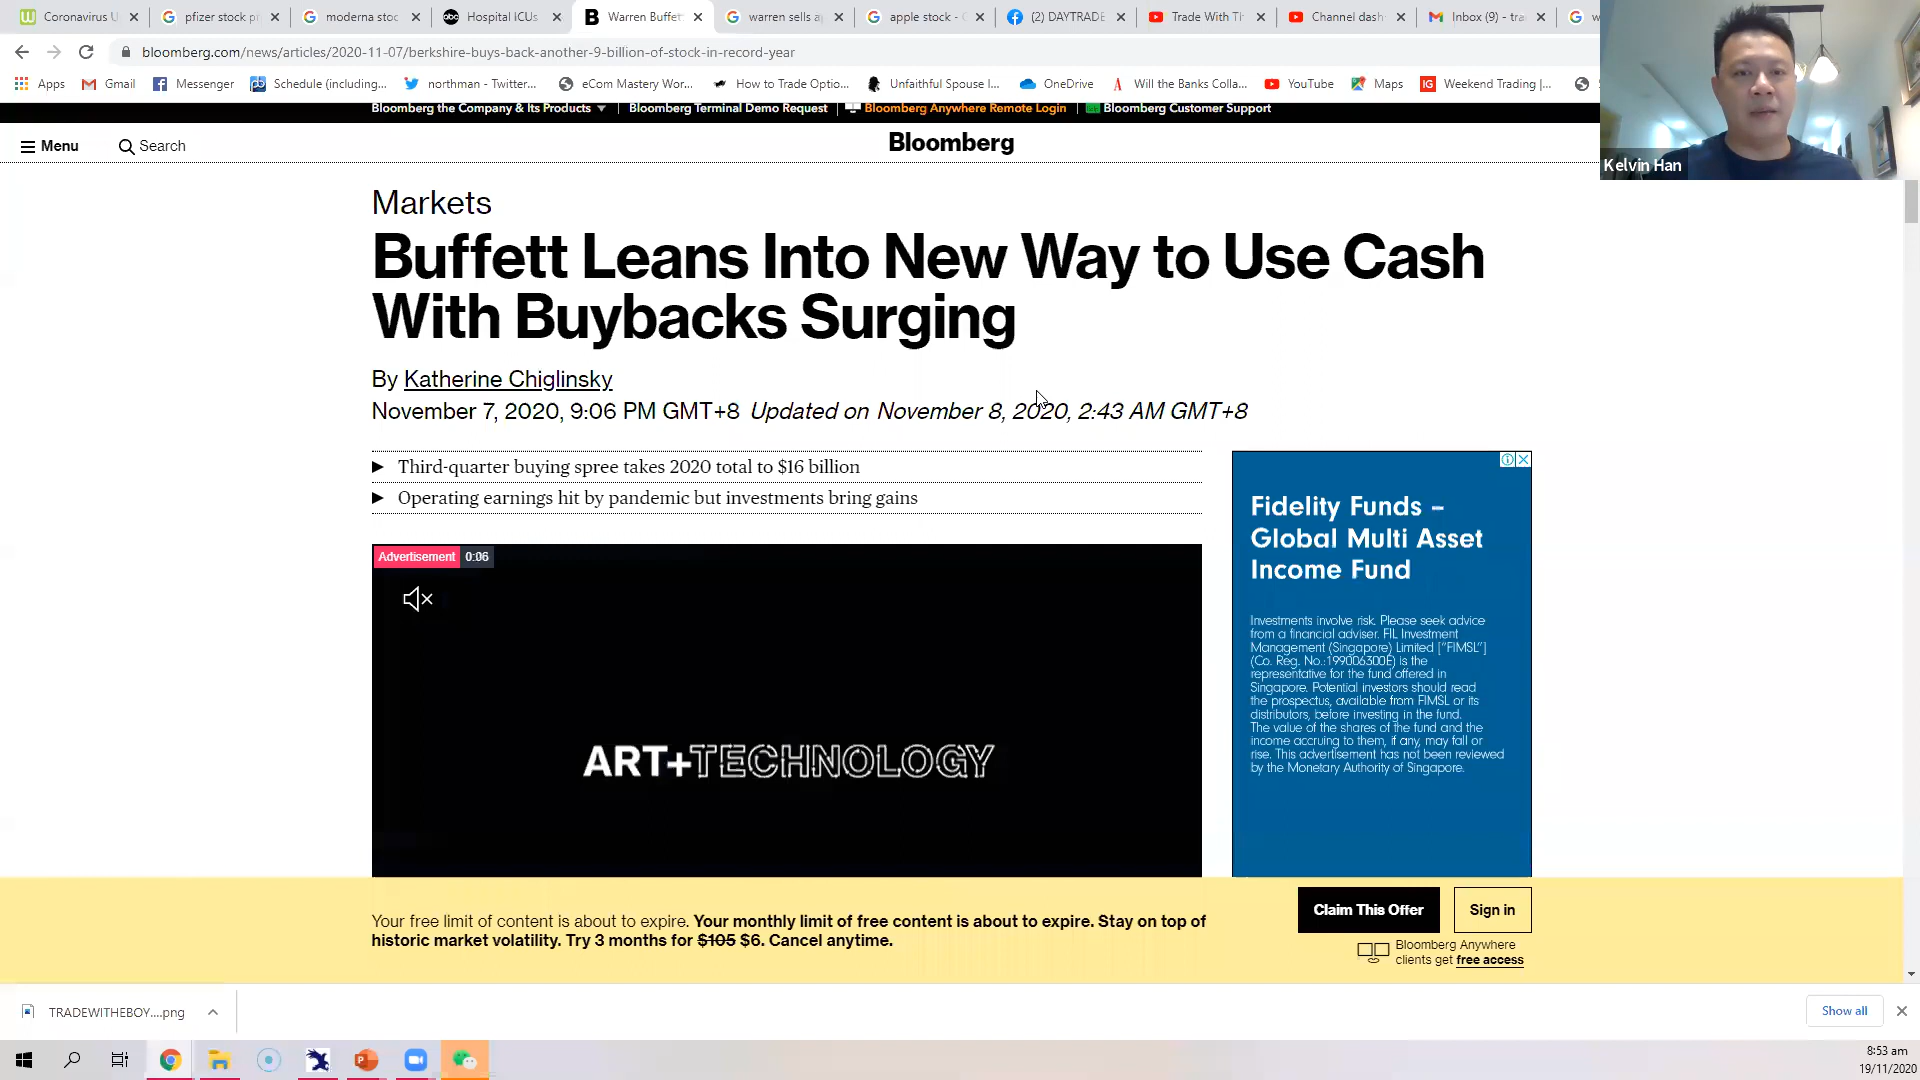 Coronavirus U
pfizer stock p
moderna stoc
Hospital ICUs
Warren Buffet
warren sells a
apple stock - 
(2) DAYTRADE
Trade With Ti
Channel dash
Inbox (9) - tra
bloomberg.com/news/articles/2020-11-07/berkshire-buys-back-another-9-billion-of-stock-in-record-year
Apps
Gmail
Messenger
Schedule (including...
northman - Twitter...
eCom Mastery Wor...
How to Trade Optio...
Unfaithful Spouse I...
OneDrive
Will the Banks Colla...
YouTube
Maps
Weekend Trading |...
Kelvin Han
Bloomberg the Company & Its Products
Bloomberg Terminal Demo Request
Bloomberg Anywhere Remote Login
Bloomberg Customer Support
Menu
Search
Bloomberg
Markets
Buffett Leans Into New Way to Use Cash
With Buybacks Surging
By Katherine Chiglinsky
November 7, 2020, 9:06 PM GMT+8 Updated on November 8, 2020, 2:43 AM GMT+8
Third-quarter buying spree takes 2020 total to $16 billion
Operating earnings hit by pandemic but investments bring gains
Advertisement 0:06
ART+TECHNOLOGY
Fidelity Funds –
Global Multi Asset
Income Fund
Investments involve risk. Please seek advice
from a financial adviser. FIL Investment
Management (Singapore) Limited ["FIMSL"]
(Co. Reg. No.:199006300E) is the
representative for the fund offered in
Singapore. Potential investors should read
the prospectus, available from FIMSL or its
distributors, before investing in the fund.
The value of the shares of the fund and the
income accruing to them, if any, may fall or
rise. This advertisement has not been reviewed
by the Monetary Authority of Singapore.
Your free limit of content is about to expire. Your monthly limit of free content is about to expire. Stay on top of
historic market volatility. Try 3 months for $105 $6. Cancel anytime.
Claim This Offer
Sign in
Bloomberg Anywhere
clients get free access
TRADEWITHEBOY....png
Show all
8:53 am
19/11/2020